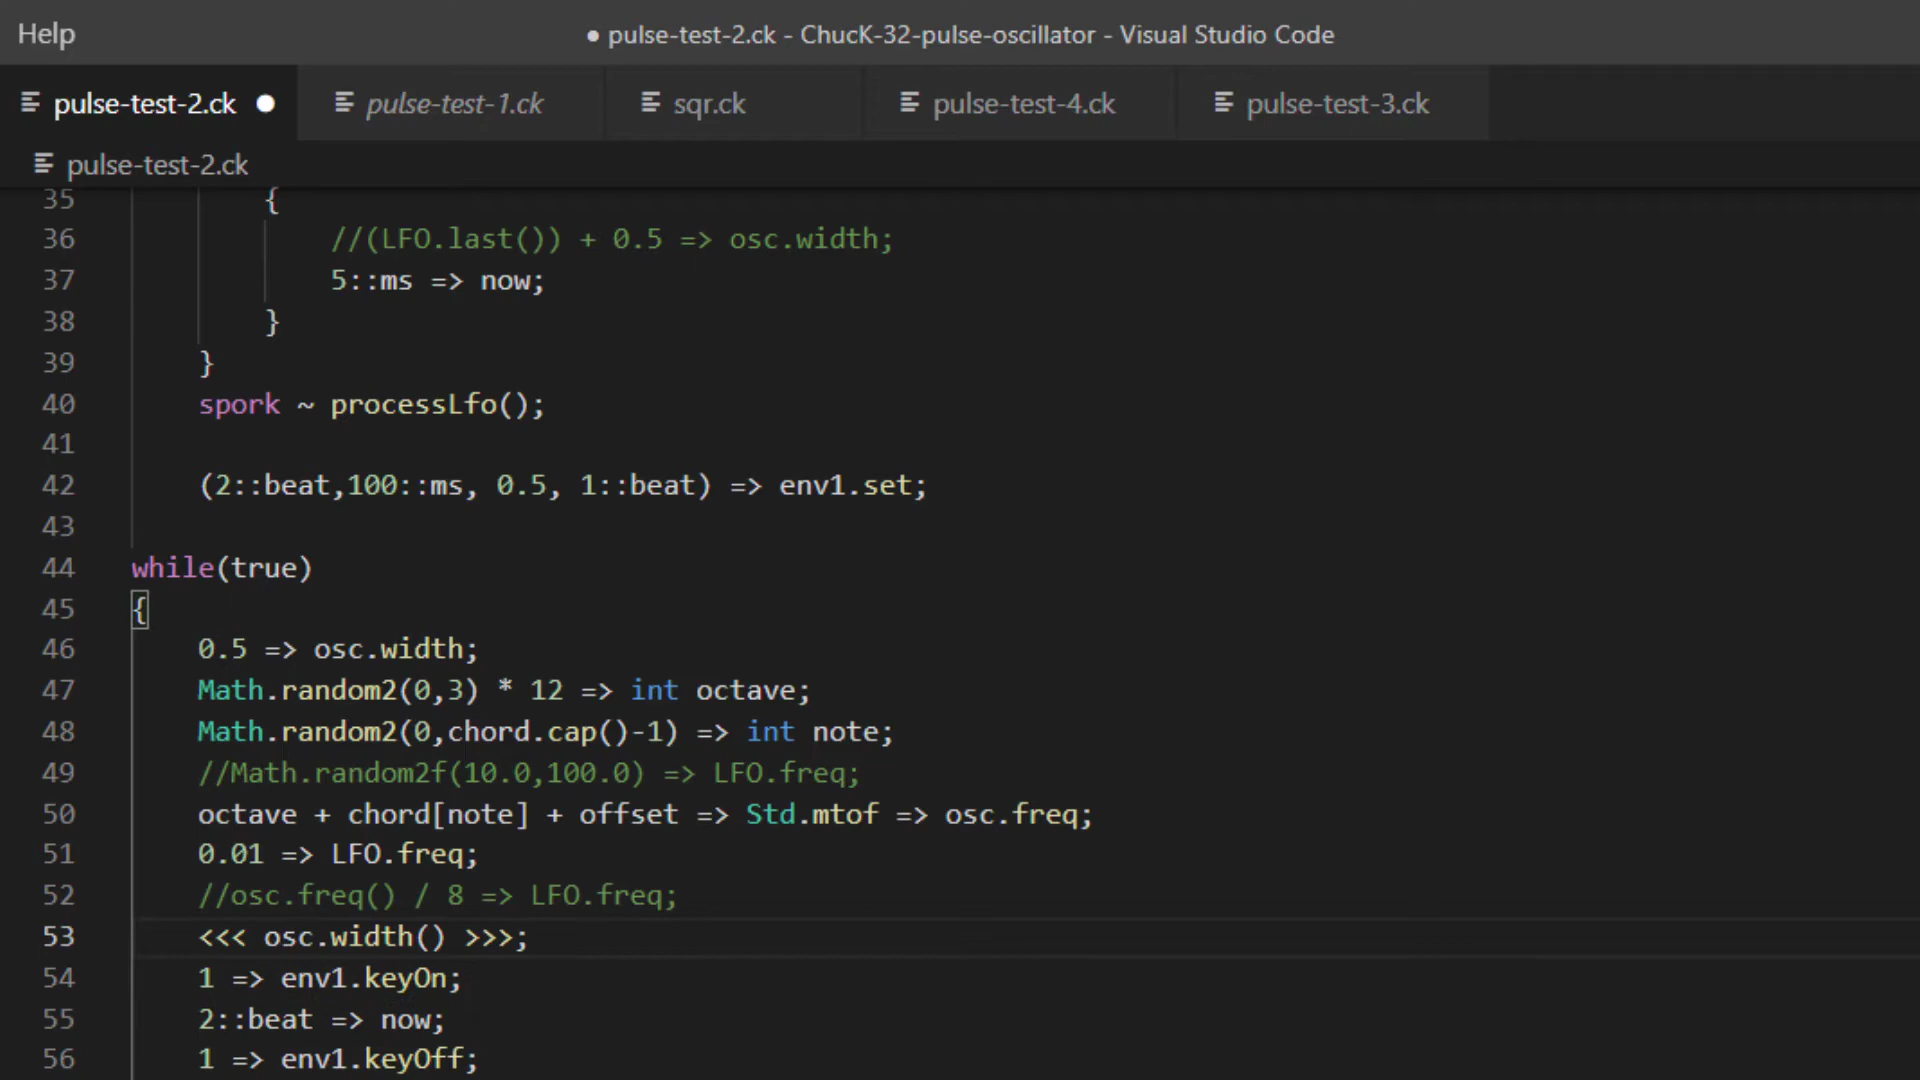 Help
● pulse-test-2.ck - ChucK-32-pulse-oscillator - Visual Studio Code
pulse-test-2.ck ● pulse-test-1.ck sqr.ck pulse-test-4.ck pulse-test-3.ck
pulse-test-2.ck
35 {
36 //(LFO.last()) + 0.5 => osc.width;
37 5::ms => now;
38 }
39 }
40 spork ~ processLfo();
41
42 (2::beat,100::ms, 0.5, 1::beat) => env1.set;
43
44 while(true)
45 {
46 0.5 => osc.width;
47 Math.random2(0,3) * 12 => int octave;
48 Math.random2(0,chord.cap()-1) => int note;
49 //Math.random2f(10.0,100.0) => LFO.freq;
50 octave + chord[note] + offset => Std.mtof => osc.freq;
51 0.01 => LFO.freq;
52 //osc.freq() / 8 => LFO.freq;
53 <<< osc.width() >>>;
54 1 => env1.keyOn;
55 2::beat => now;
56 1 => env1.keyOff;